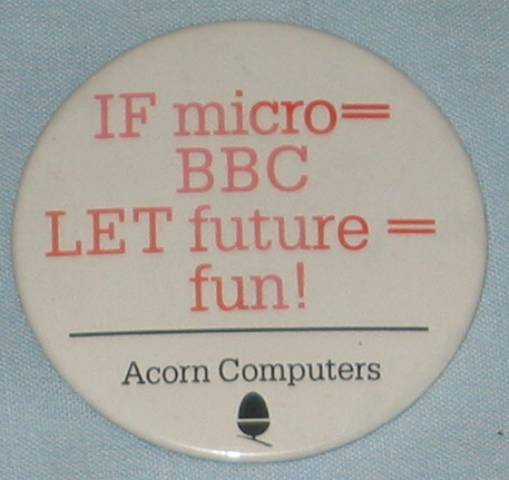 IF micro=
BBC
LET future =
fun!
Acorn Computers